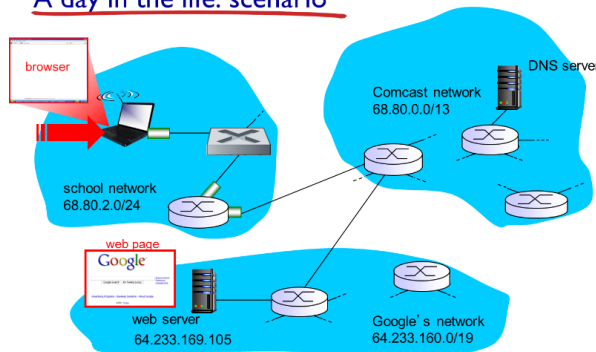 A day in the life: scenario
browser
DNS server
Comcast network
68.80.0.0/13
school network
68.80.2.0/24
web page
Google
web server
64.233.169.105
Google's network
64.233.160.0/19